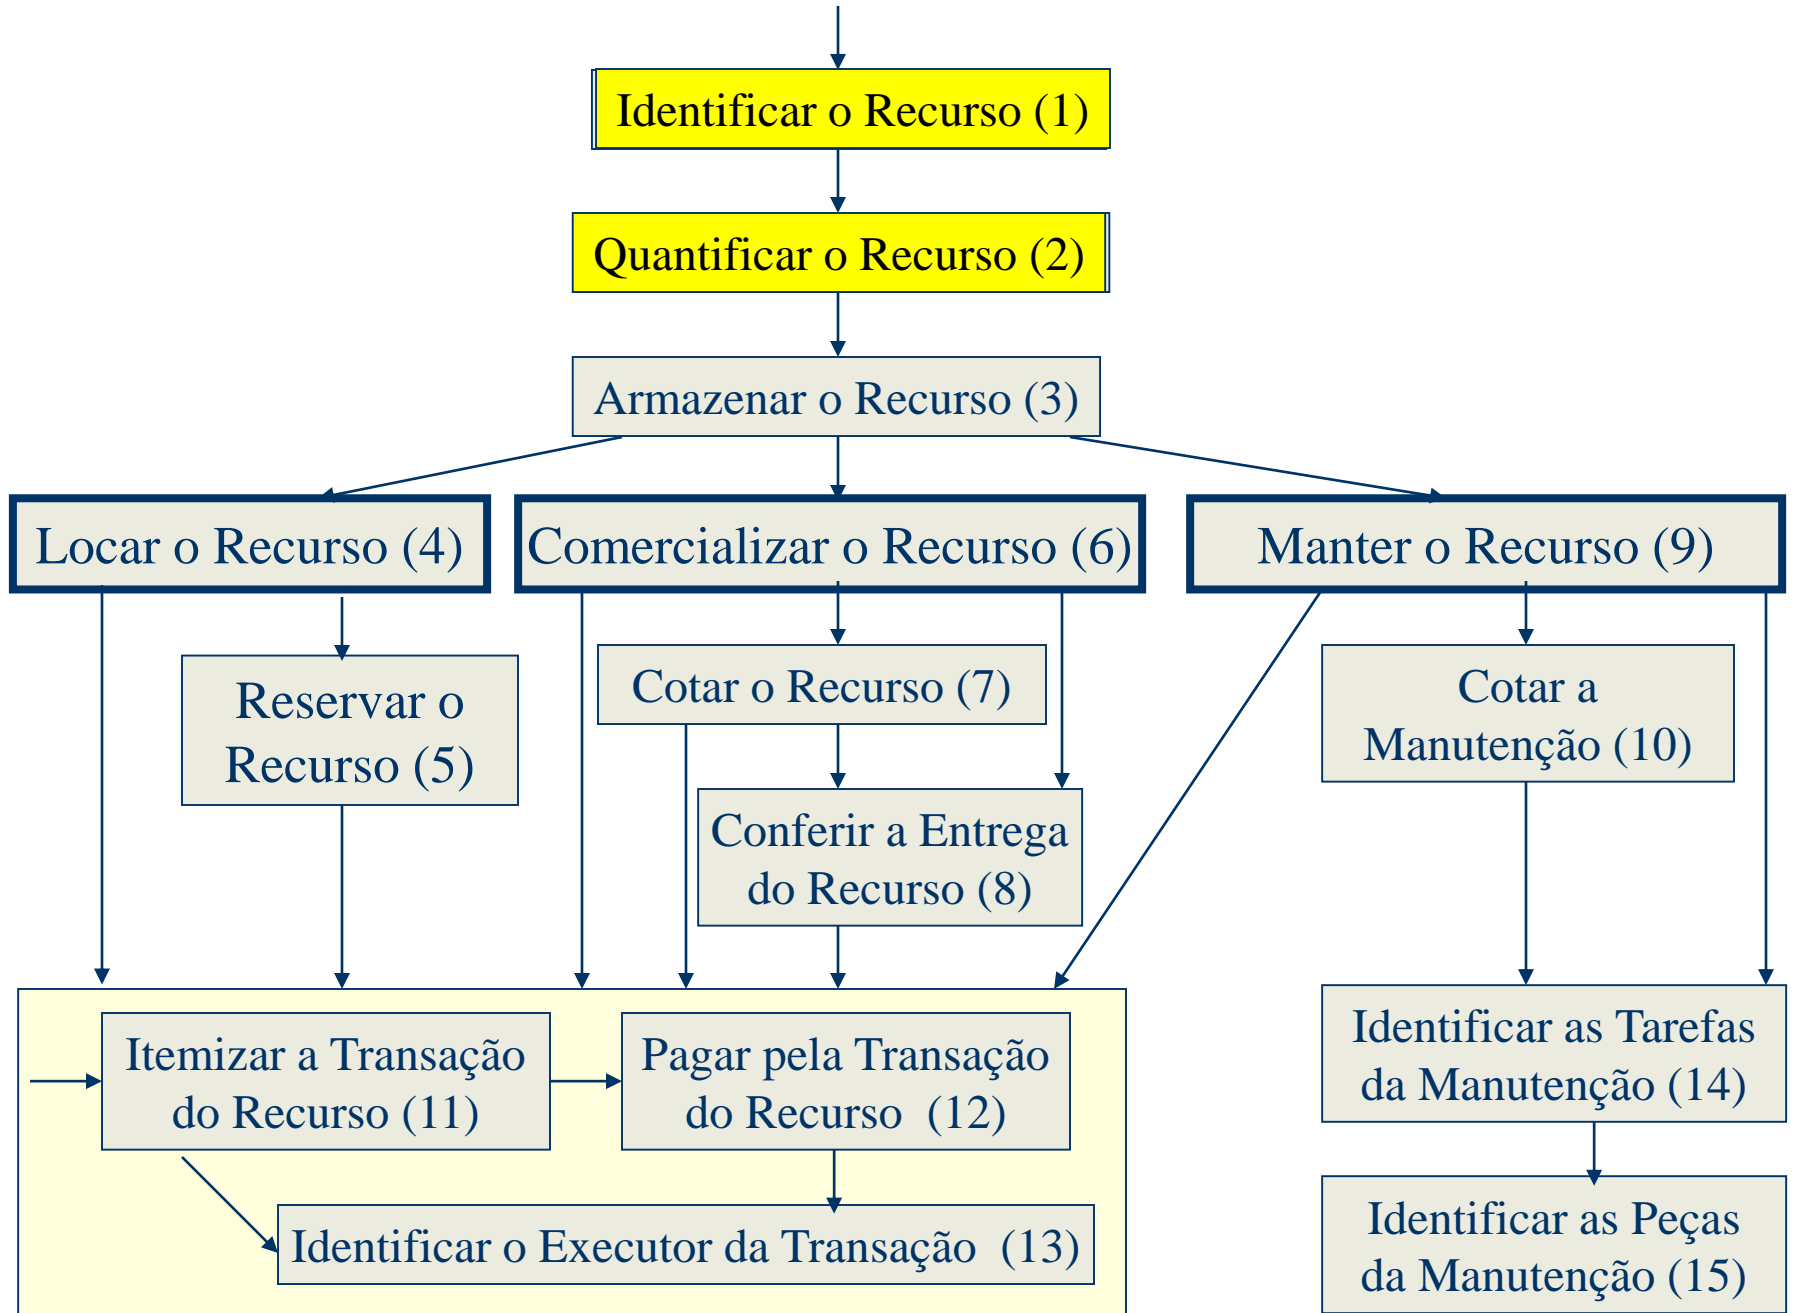 Identificar o Recurso (1)
Quantificar o Recurso (2)
Armazenar o Recurso (3)
Locar o Recurso (4)
Comercializar o Recurso (6)
Manter o Recurso (9)
Reservar o
Recurso (5)
Cotar o Recurso (7)
Cotar a
Manutenção (10)
Conferir a Entrega
do Recurso (8)
Itemizar a Transação
do Recurso (11)
Pagar pela Transação
do Recurso (12)
Identificar as Tarefas
da Manutenção (14)
Identificar o Executor da Transação (13)
Identificar as Peças
da Manutenção (15)